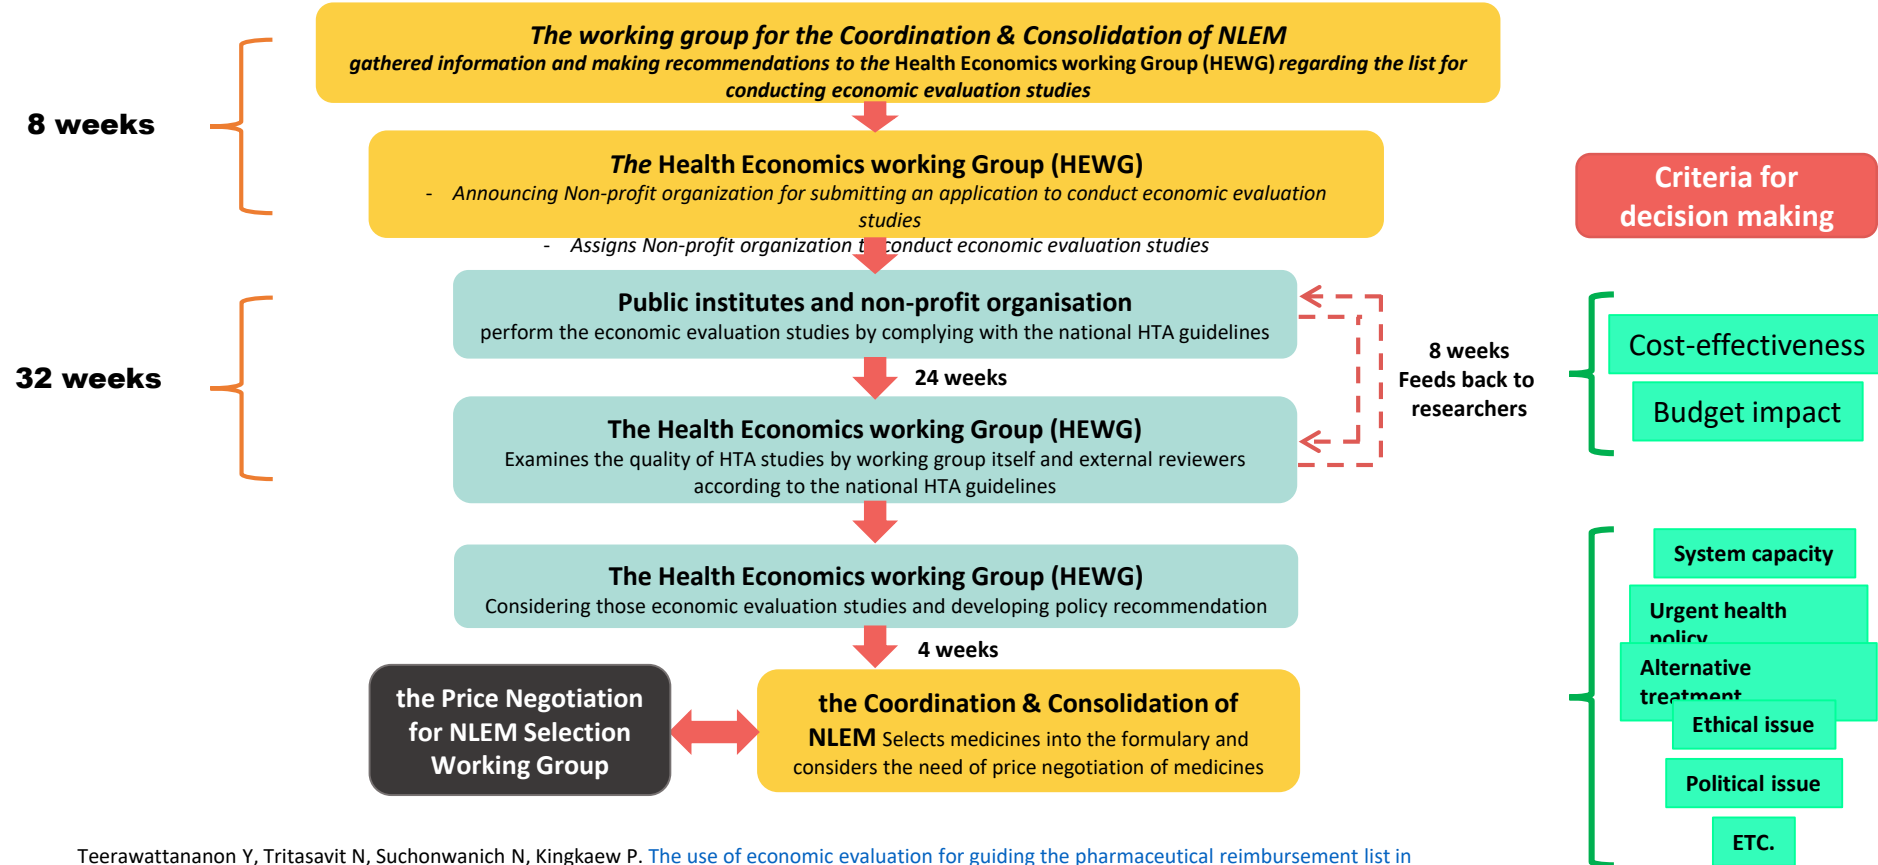 The working group for the Coordination & Consolidation of NLEM
gathered information and making recommendations to the Health Economics working Group (HEWG) regarding the list for
conducting economic evaluation studies
8 weeks
The Health Economics working Group (HEWG)
- Announcing Non-profit organization for submitting an application to conduct economic evaluation
studies
- Assigns Non-profit organization to conduct economic evaluation studies
Criteria for
decision making
Public institutes and non-profit organisation
perform the economic evaluation studies by complying with the national HTA guidelines
32 weeks
24 weeks
8 weeks
Feeds back to
researchers
Cost-effectiveness
Budget impact
The Health Economics working Group (HEWG)
Examines the quality of HTA studies by working group itself and external reviewers
according to the national HTA guidelines
The Health Economics working Group (HEWG)
Considering those economic evaluation studies and developing policy recommendation
4 weeks
System capacity
Urgent health
policy
Alternative
treatment
Ethical issue
Political issue
ETC.
the Price Negotiation
for NLEM Selection
Working Group
the Coordination & Consolidation of
NLEM Selects medicines into the formulary and
considers the need of price negotiation of medicines
Teerawattananon Y, Tritasavit N, Suchonwanich N, Kingkaew P. The use of economic evaluation for guiding the pharmaceutical reimbursement list in